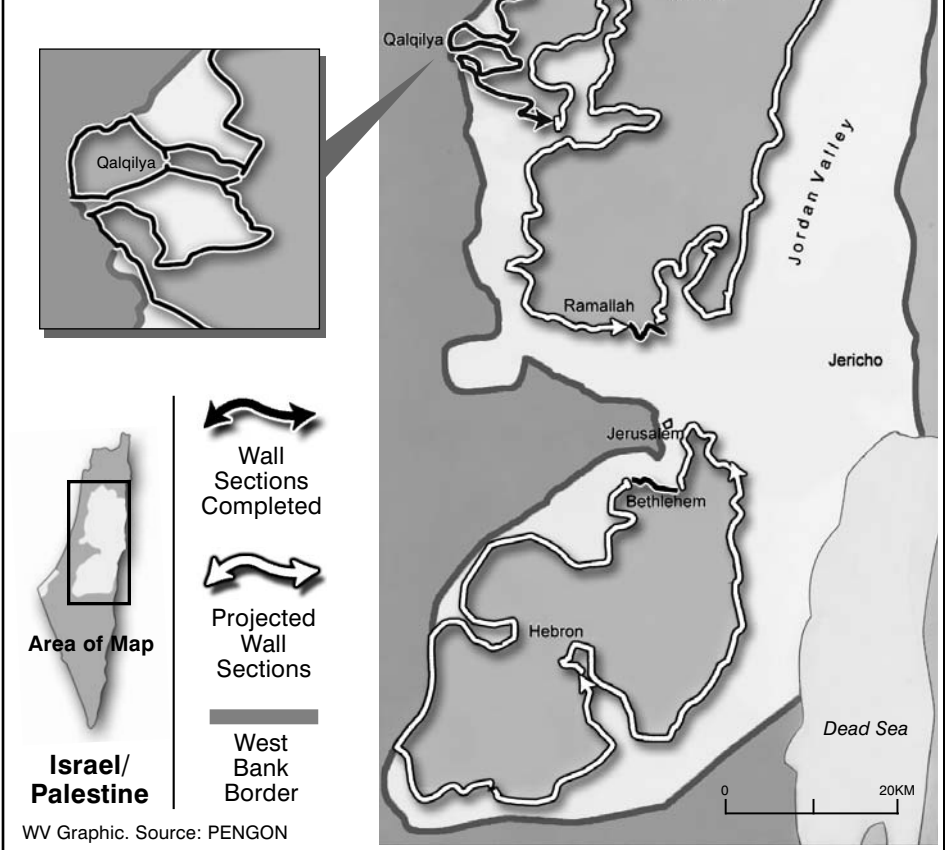 Qalqilya
Qalqilya
Jordan Valley
Ramallah
Jericho
Jerusalem
Bethlehem
Hebron
Dead Sea
0 20KM
Wall
Sections
Completed
Projected
Wall
Sections
West
Bank
Border
Area of Map
Israel/
Palestine
WV Graphic. Source: PENGON